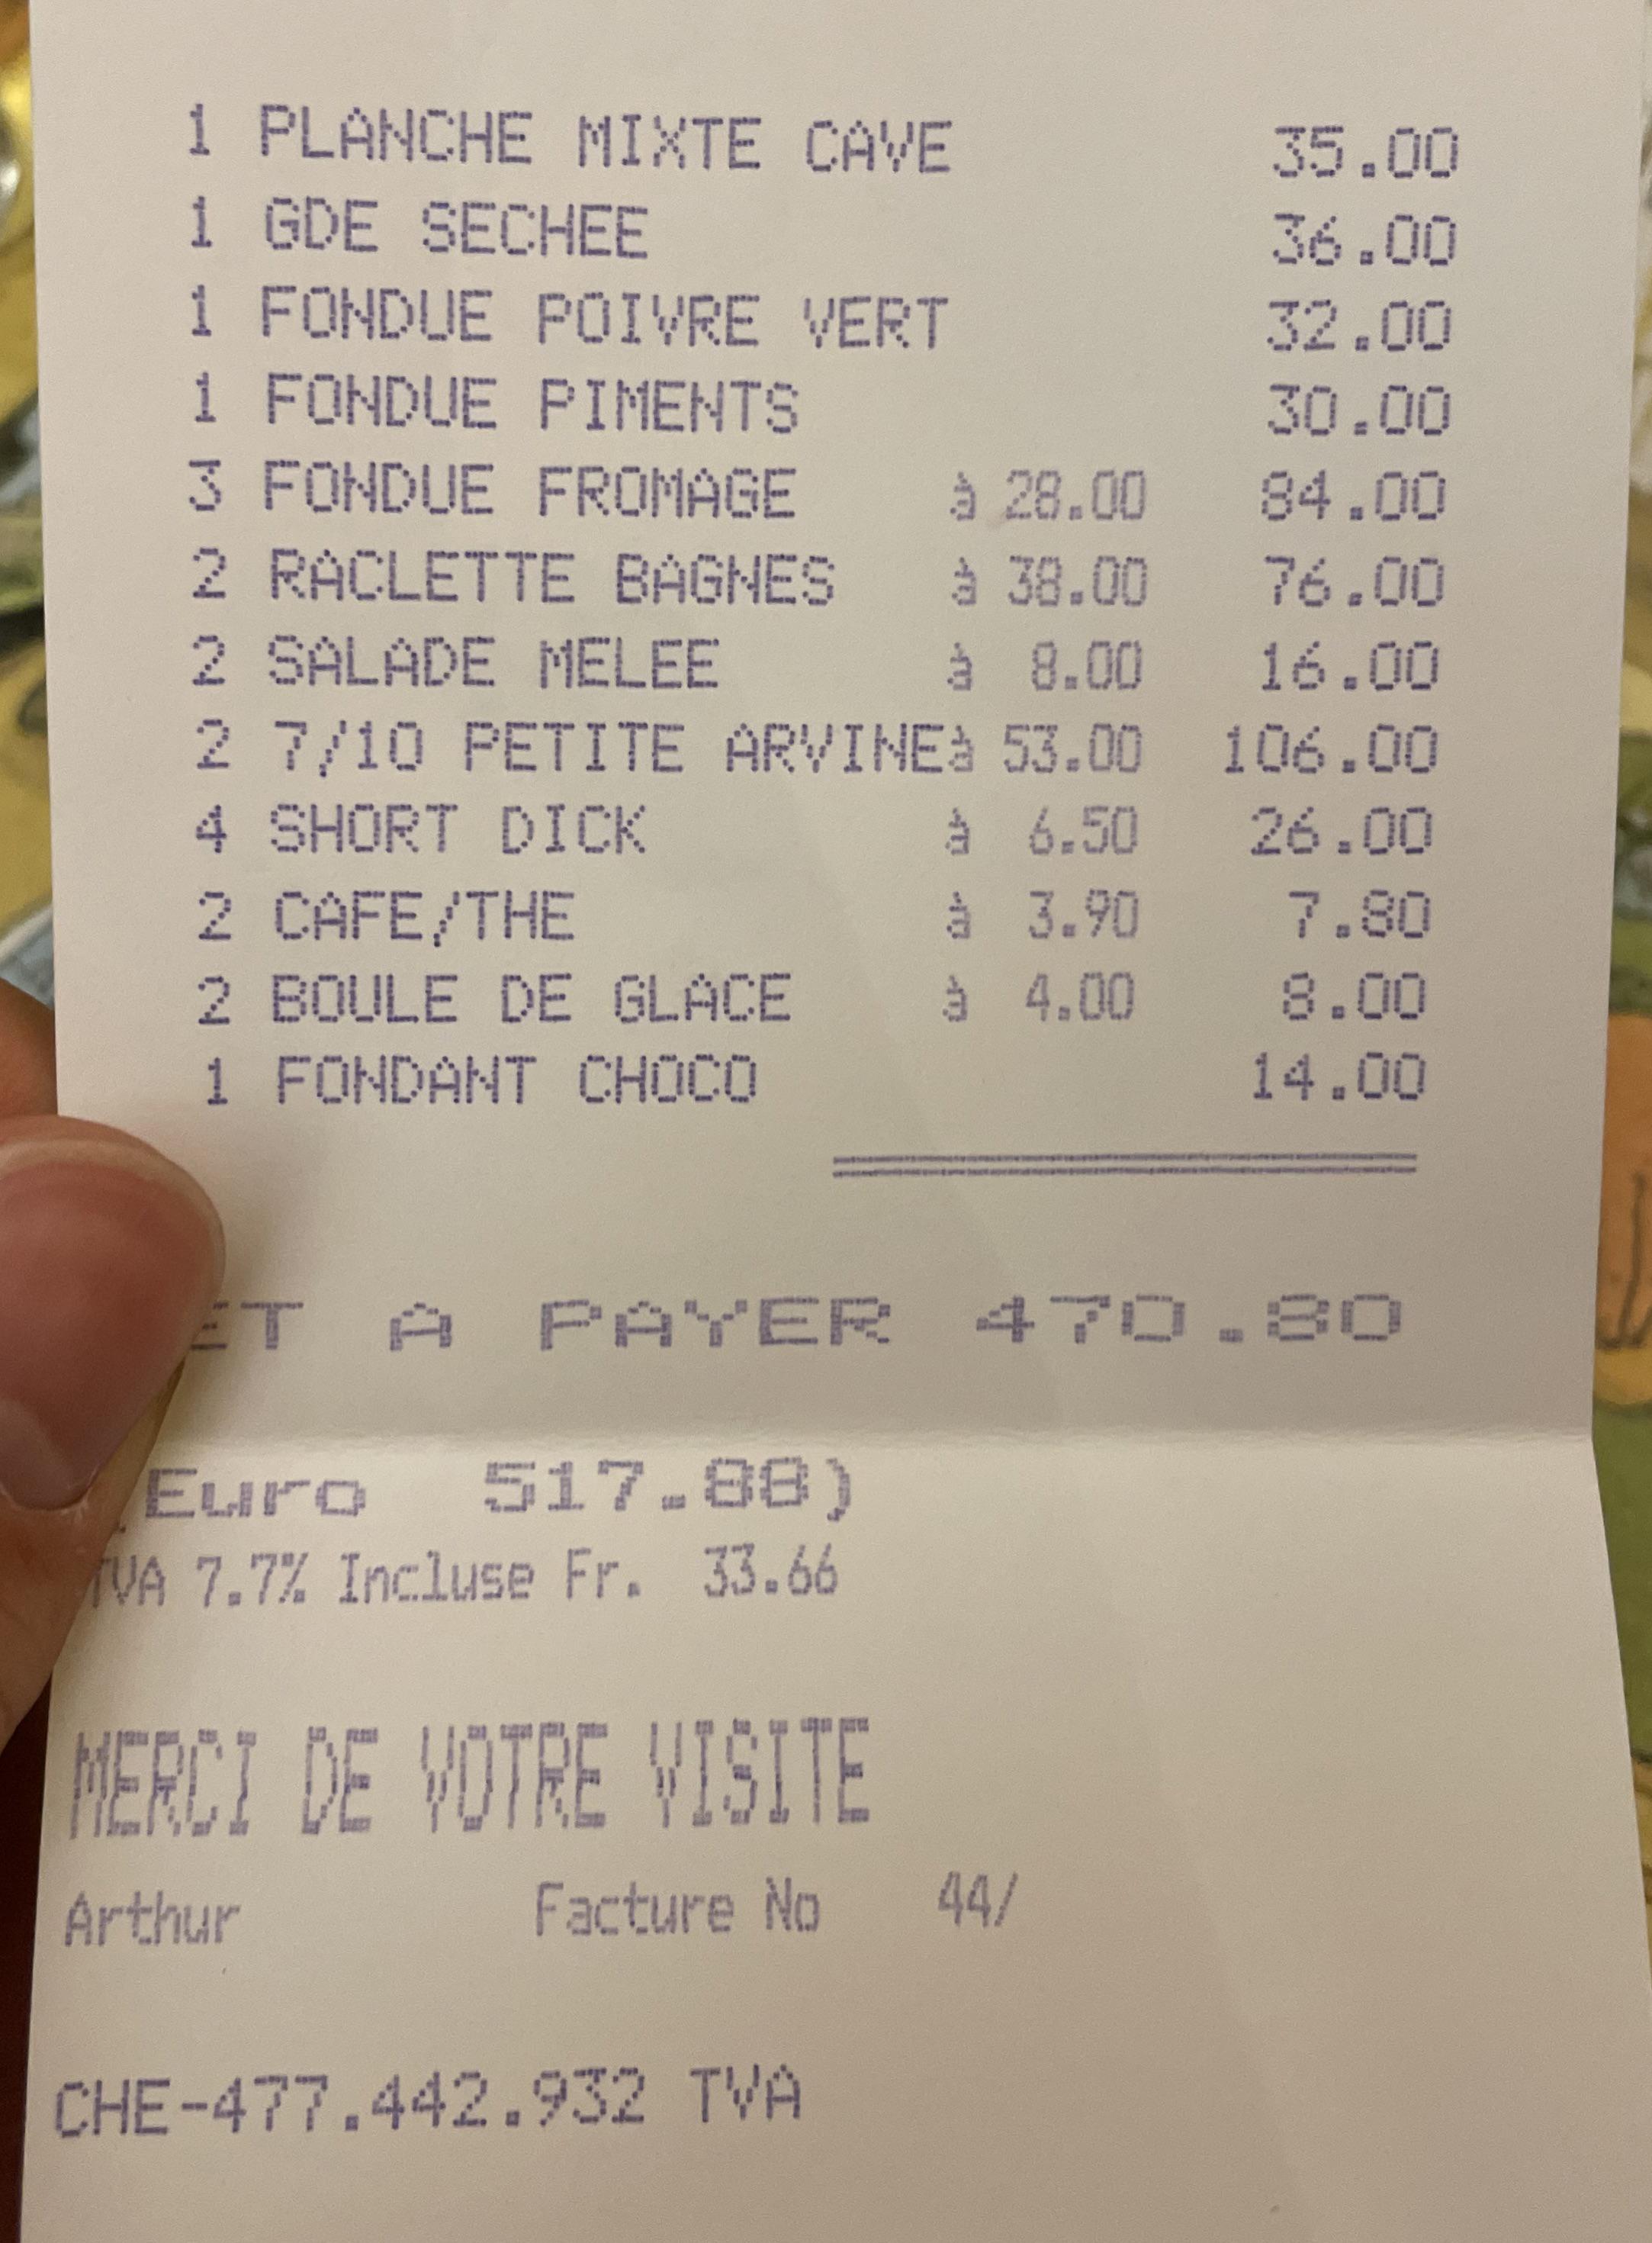 1 PLANCHE MIXTE CAVE 35.00
1 GDE SECHEE 36.00
1 FONDUE POIVRE VERT 32.00
1 FONDUE PIMENTS 30.00
3 FONDUE FROMAGE à 28.00 84.00
2 RACLETTE BAGNES à 38.00 76.00
2 SALADE MELEE à 8.00 16.00
2 7/10 PETITE ARVINEà 53.00 106.00
4 SHORT DICK à 6.50 26.00
2 CAFE/THE à 3.90 7.80
2 BOULE DE GLACE à 4.00 8.00
1 FONDANT CHOCO 14.00
ET A PAYER 470.80
Euro 517.88)
TVA 7.7% Incluse Fr. 33.66
MERCI DE VOTRE VISITE
Arthur Facture No 44/
CHE-477.442.932 TVA